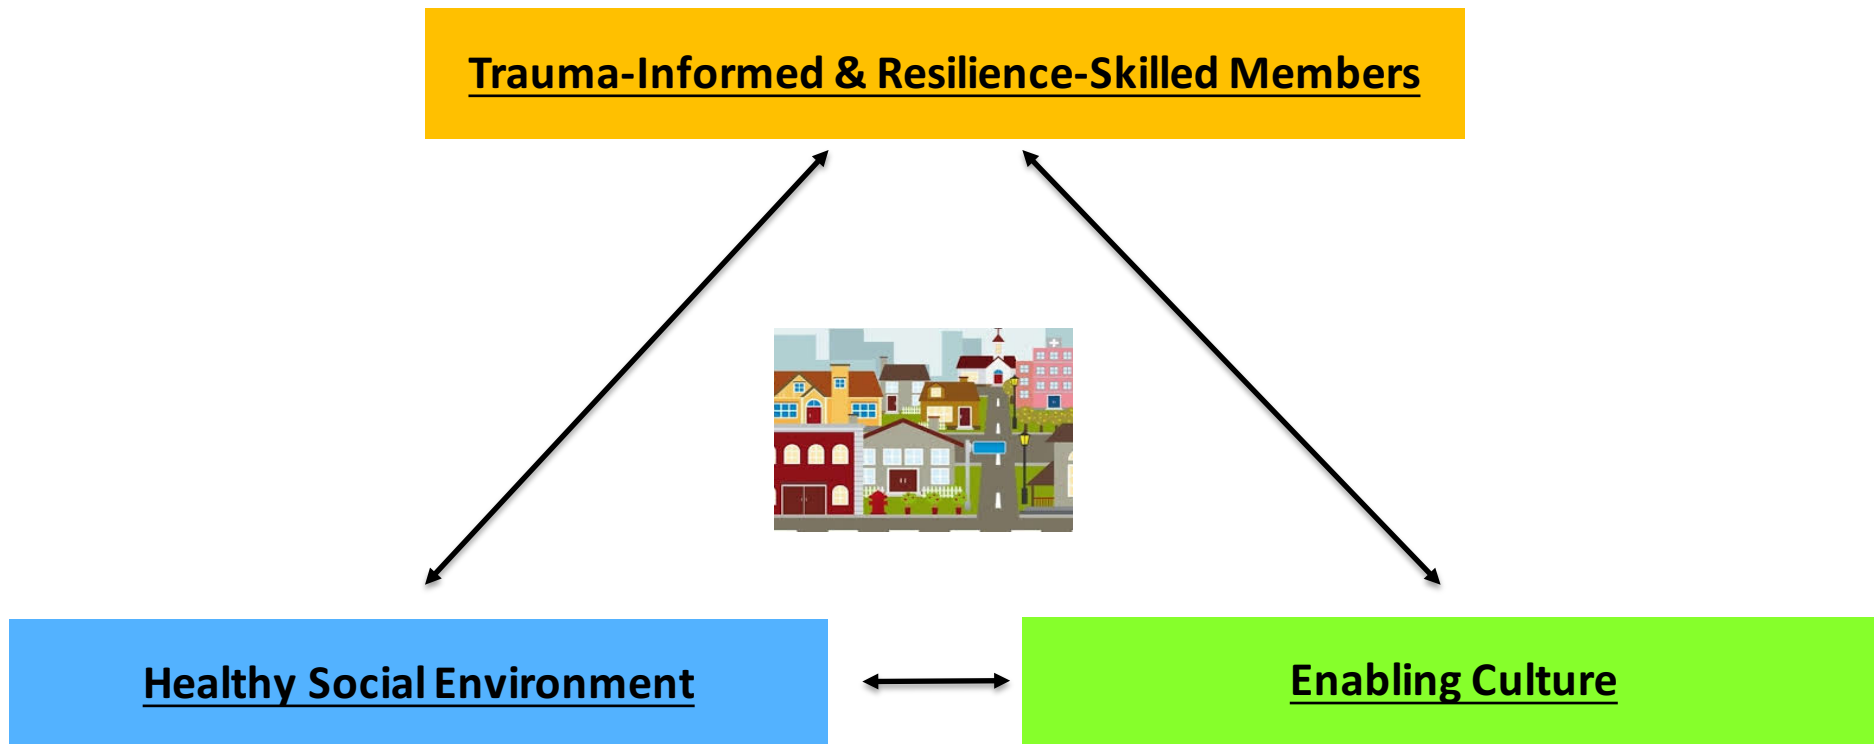 Trauma-Informed & Resilience-Skilled Members
Healthy Social Environment
Enabling Culture